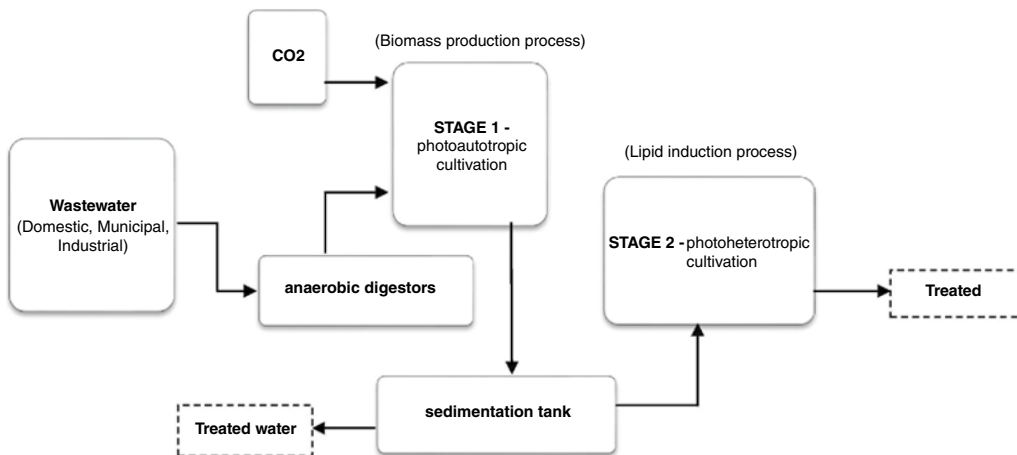 CO2
(Biomass production process)
STAGE 1 -
photoautotropic
cultivation
(Lipid induction process)
Wastewater
(Domestic, Municipal,
Industrial)
STAGE 2 - photoheterotropic
cultivation
anaerobic digestors
Treated
sedimentation tank
Treated water